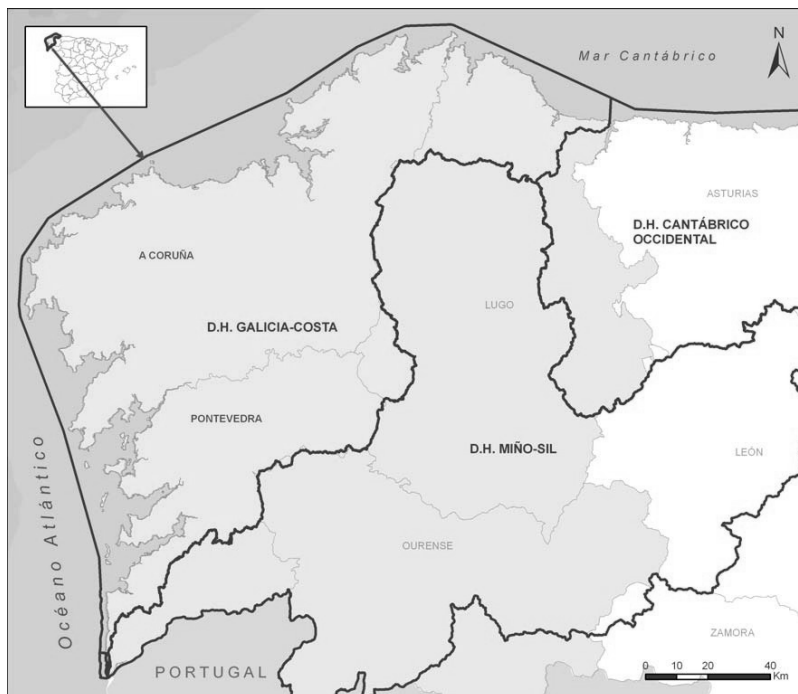 N
Mar Cantábrico
ASTURIAS
D.H. CANTÁBRICO
OCCIDENTAL
A CORUÑA
LUGO
D.H. GALICIA-COSTA
PONTEVEDRA
D.H. MIÑO-SIL
LEÓN
Océano Atlántico
OURENSE
ZAMORA
PORTUGAL
0 10 20 40
Km